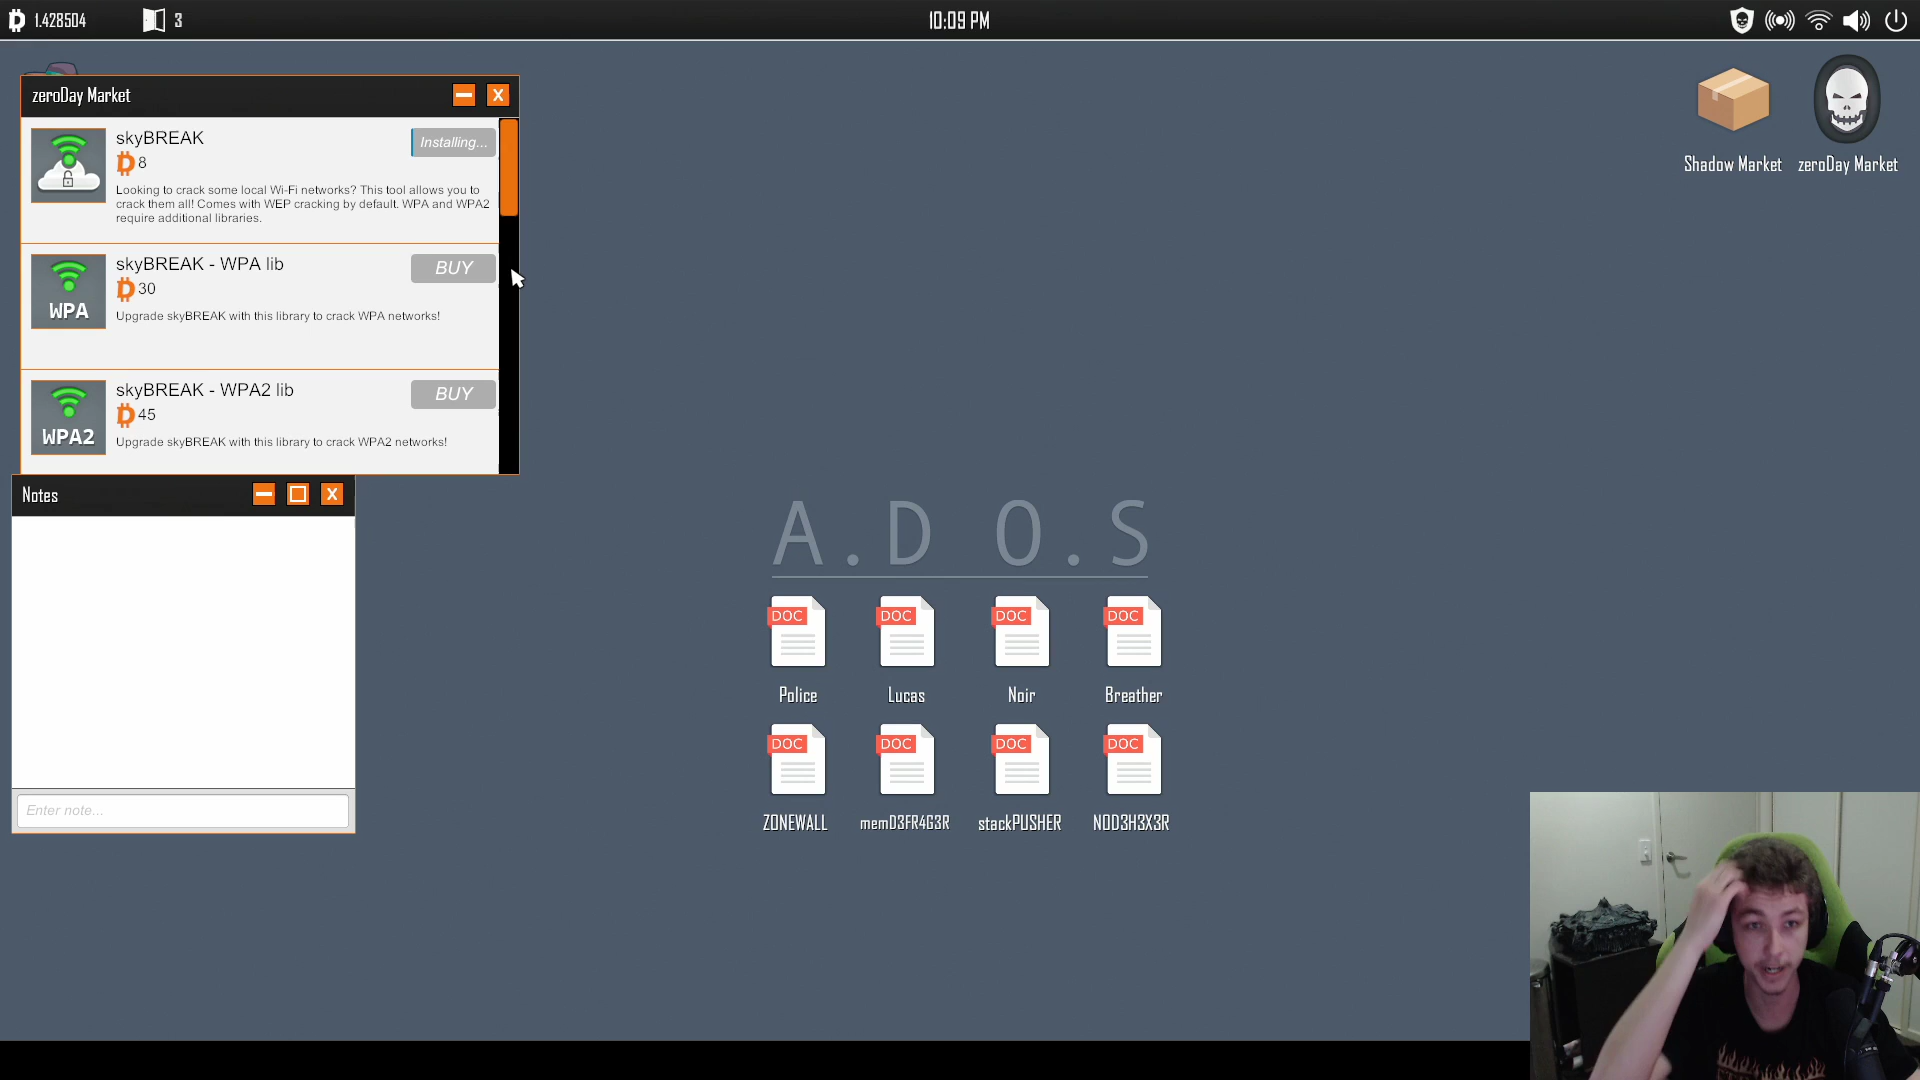 1.428504
3
10:09 PM
zeroDay Market
X
skyBREAK
8
Installing...
Looking to crack some local Wi-Fi networks? This tool allows you to
crack them all! Comes with WEP cracking by default. WPA and WPA2
require additional libraries.
WPA
skyBREAK - WPA lib
30
BUY
Upgrade skyBREAK with this library to crack WPA networks!
WPA2
skyBREAK - WPA2 lib
45
BUY
Upgrade skyBREAK with this library to crack WPA2 networks!
Notes
X
Enter note...
Shadow Market
zeroDay Market
A.D O.S
DOC
DOC
DOC
DOC
Police
Lucas
Noir
Breather
DOC
DOC
DOC
DOC
ZONEWALL
memD3FR4G3R
stackPUSHER
NOD3H3X3R